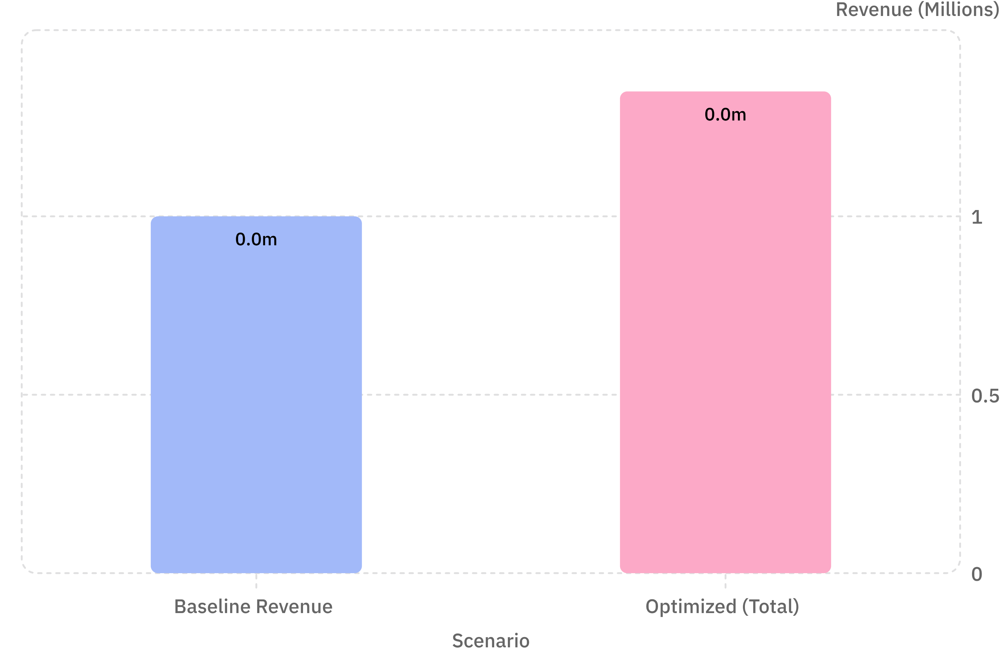 Revenue (Millions)
0.0m
1
0.0m
0.5
0
Baseline Revenue
Optimized (Total)
Scenario